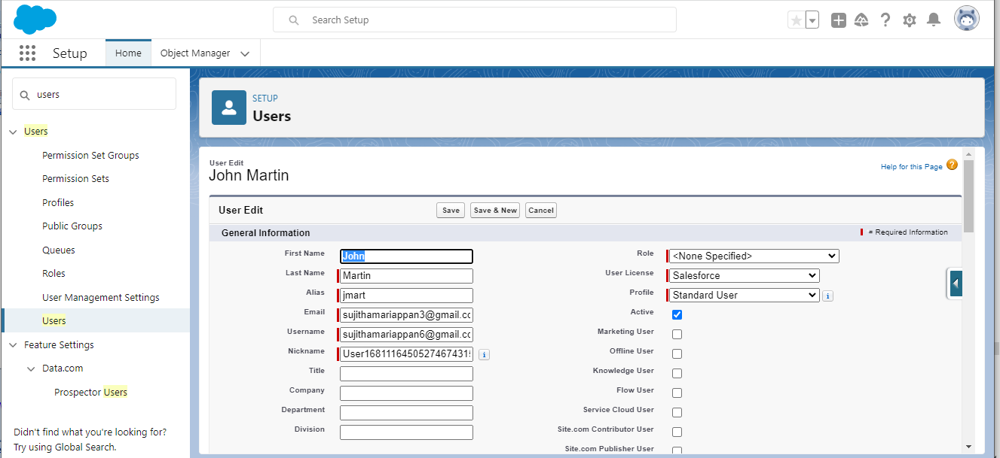 Search Setup
Setup
Home
Object Manager
users
Users
Permission Set Groups
Permission Sets
Profiles
Public Groups
Queues
Roles
User Management Settings
Users
Feature Settings
Data.com
Prospector Users
Didn't find what you're looking for?
Try using Global Search.
SETUP
Users
User Edit
John Martin
Help for this Page ?
User Edit Save Save & New Cancel
General Information = Required Information
First Name John Role <None Specified>
Last Name Martin User License Salesforce
Alias jmart Profile Standard User i
Email sujithamariappan3@gmail.cc Active
Username sujithamariappan6@gmail.cc Marketing User
Nickname User1681116450527467431 i Offline User
Title Knowledge User
Company Flow User
Department Service Cloud User
Division Site.com Contributor User
Site.com Publisher User